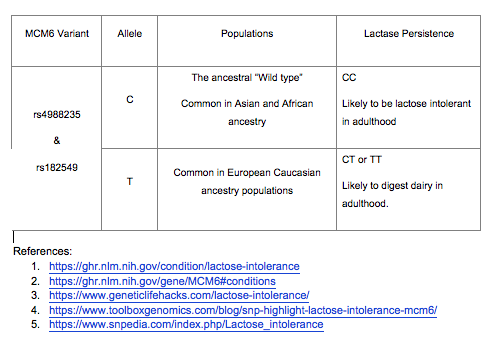 MCM6 Variant Allele Populations Lactase Persistence
rs4988235
&
rs182549
C
The ancestral "Wild type"
Common in Asian and African
ancestry
CC
Likely to be lactose intolerant
in adulthood
T
Common in European Caucasian
ancestry populations
CT or TT
Likely to digest dairy in
adulthood.
References:
1. https://ghr.nlm.nih.gov/condition/lactose-intolerance
2. https://ghr.nlm.nih.gov/gene/MCM6#conditions
3. https://www.geneticlifehacks.com/lactose-intolerance/
4. https://www.toolboxgenomics.com/blog/snp-highlight-lactose-intolerance-mcm6/
5. https://www.snpedia.com/index.php/Lactose_intolerance